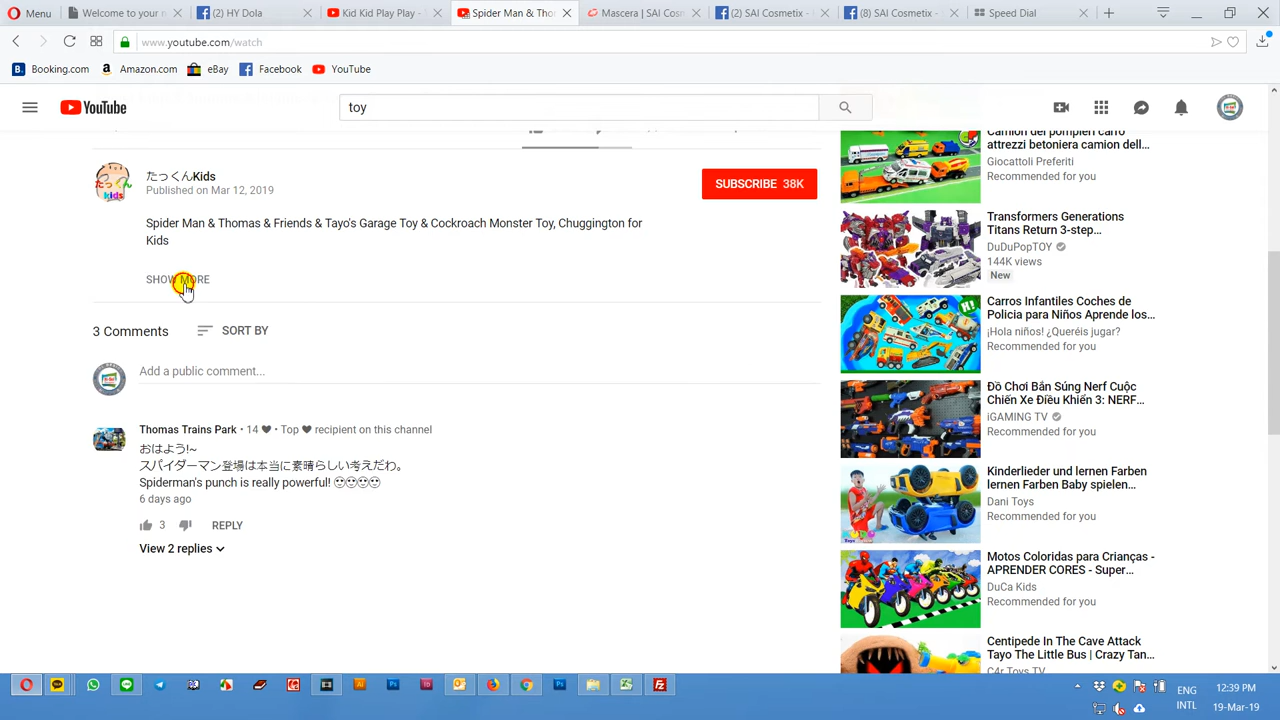 Menu
Welcome to your n
(2) HY Dola
Kid Kid Play Play -
Spider Man & Tho
Mascera | SAI Cosm
(2) SAI Cosmetix -
(8) SAI Cosmetix -
Speed Dial
www.youtube.com/watch
Booking.com
Amazon.com
eBay
Facebook
YouTube
YouTube
toy
たっくんKids
Published on Mar 12, 2019
SUBSCRIBE 38K
Spider Man & Thomas & Friends & Tayo's Garage Toy & Cockroach Monster Toy, Chuggington for
Kids
SHOW MORE
3 Comments
SORT BY
Add a public comment...
Thomas Trains Park • 14 ❤ • Top ❤ recipient on this channel
おはよう!~
スパイダーマン登場は本当に素晴らしい考えだわ。
Spiderman's punch is really powerful! 🙂🙂🙂🙂
6 days ago
3
REPLY
View 2 replies
Camion dei pompieri carro
attrezzi betoniera camion dell...
Giocattoli Preferiti
Recommended for you
Transformers Generations
Titans Return 3-step...
DuDuPopTOY
144K views
New
Carros Infantiles Coches de
Policia para Niños Aprende los...
¡Hola niños! ¿Queréis jugar?
Recommended for you
Đồ Chơi Bắn Súng Nerf Cuộc
Chiến Xe Điều Khiển 3: NERF...
iGAMING TV
Recommended for you
Kinderlieder und lernen Farben
lernen Farben Baby spielen...
Dani Toys
Recommended for you
Motos Coloridas para Crianças -
APRENDER CORES - Super...
DuCa Kids
Recommended for you
Centipede In The Cave Attack
Tayo The Little Bus | Crazy Tan...
C4r Toys TV
ENG
INTL
12:39 PM
19-Mar-19